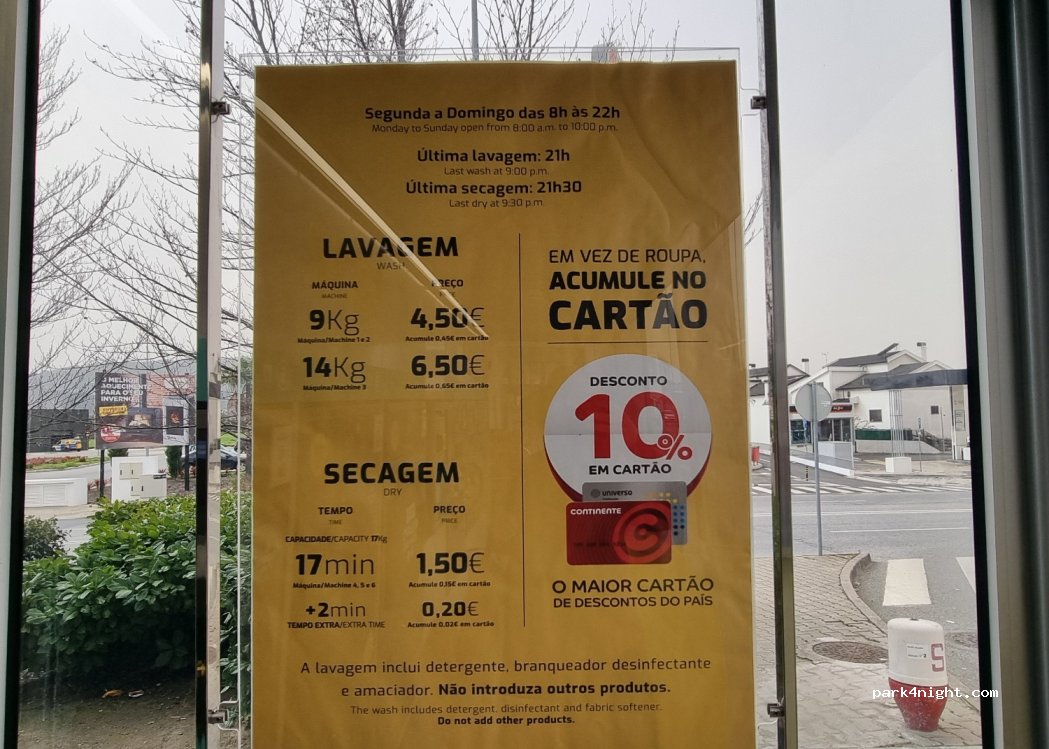 Segunda a Domingo das 8h às 22h
Monday to Sunday open from 8:00 a.m. to 10:00 p.m.
Última lavagem: 21h
Last wash at 9:00 p.m.
Última secagem: 21h30
Last dry at 9:30 p.m.
LAVAGEM
WASH
MÁQUINA PREÇO
MACHINE
9Kg 4,50€
Máquina/Machine 1 e 2 Acumule 0,45€ em cartão
14Kg 6,50€
Máquina/Machine 3 Acumule 0,65€ em cartão
SECAGEM
DRY
TEMPO PREÇO
TIME PRICE
CAPACIDADE/CAPACITY 17Kg
17min 1,50€
Máquina/Machine 4, 5 e 6 Acumule 0,15€ em cartão
+2min 0,20€
TEMPO EXTRA/EXTRA TIME Acumule 0,02€ em cartão
EM VEZ DE ROUPA,
ACUMULE NO
CARTÃO
DESCONTO
10%
EM CARTÃO
universo
CONTINENTE
O MAIOR CARTÃO
DE DESCONTOS DO PAÍS
A lavagem inclui detergente, branqueador desinfectante
e amaciador. Não introduza outros produtos.
The wash includes detergent, disinfectant and fabric softener.
Do not add other products.
O MELHOR
AQUECIMENTO
PARA O SEU
INVERNO
S
park4night.com